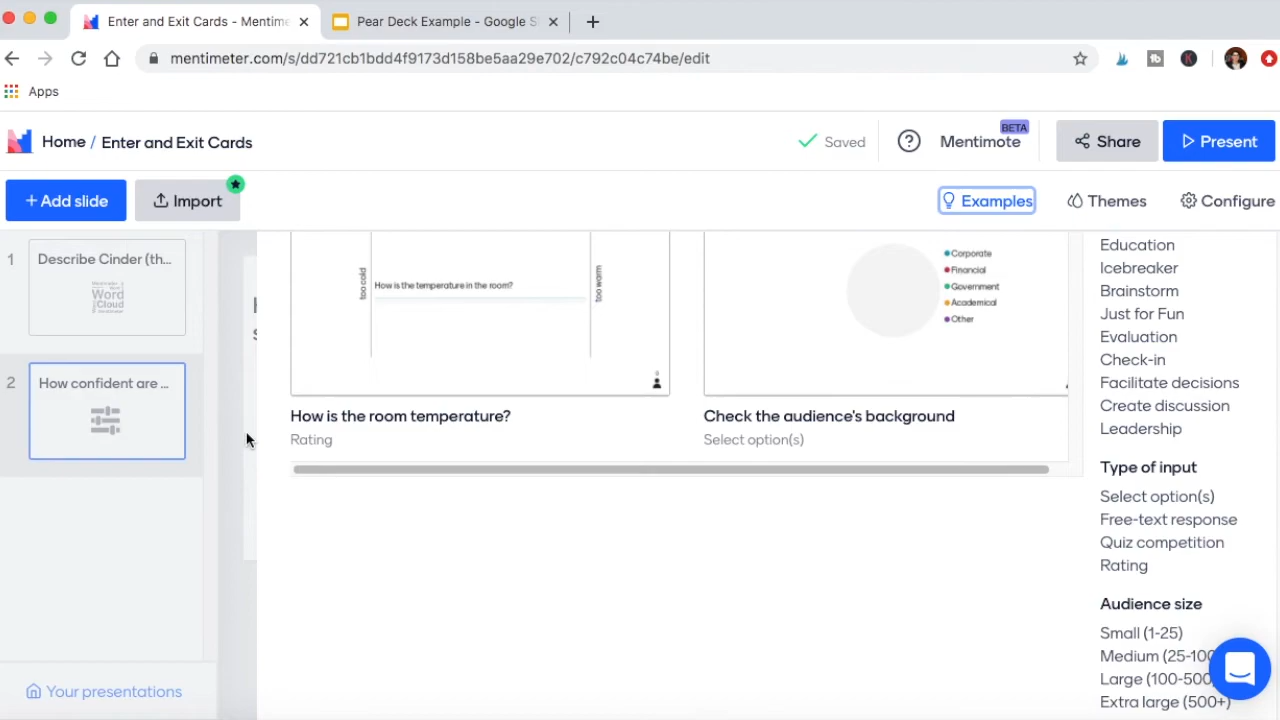 Enter and Exit Cards - Mentime
Pear Deck Example - Google S
mentimeter.com/s/dd721cb1bdd4f9173d158be5aa29e702/c792c04c74be/edit
Apps
Home / Enter and Exit Cards
Saved
Mentimote
BETA
Share
Present
+ Add slide
Import
Examples
Themes
Configure
1
Describe Cinder (th...
Word
Cloud
2
How confident are ...
Your presentations
too cold
How is the temperature in the room?
too warm
How is the room temperature?
Rating
Corporate
Financial
Government
Academical
Other
Check the audience's background
Select option(s)
Education
Icebreaker
Brainstorm
Just for Fun
Evaluation
Check-in
Facilitate decisions
Create discussion
Leadership
Type of input
Select option(s)
Free-text response
Quiz competition
Rating
Audience size
Small (1-25)
Medium (25-100
Large (100-500
Extra large (500+)